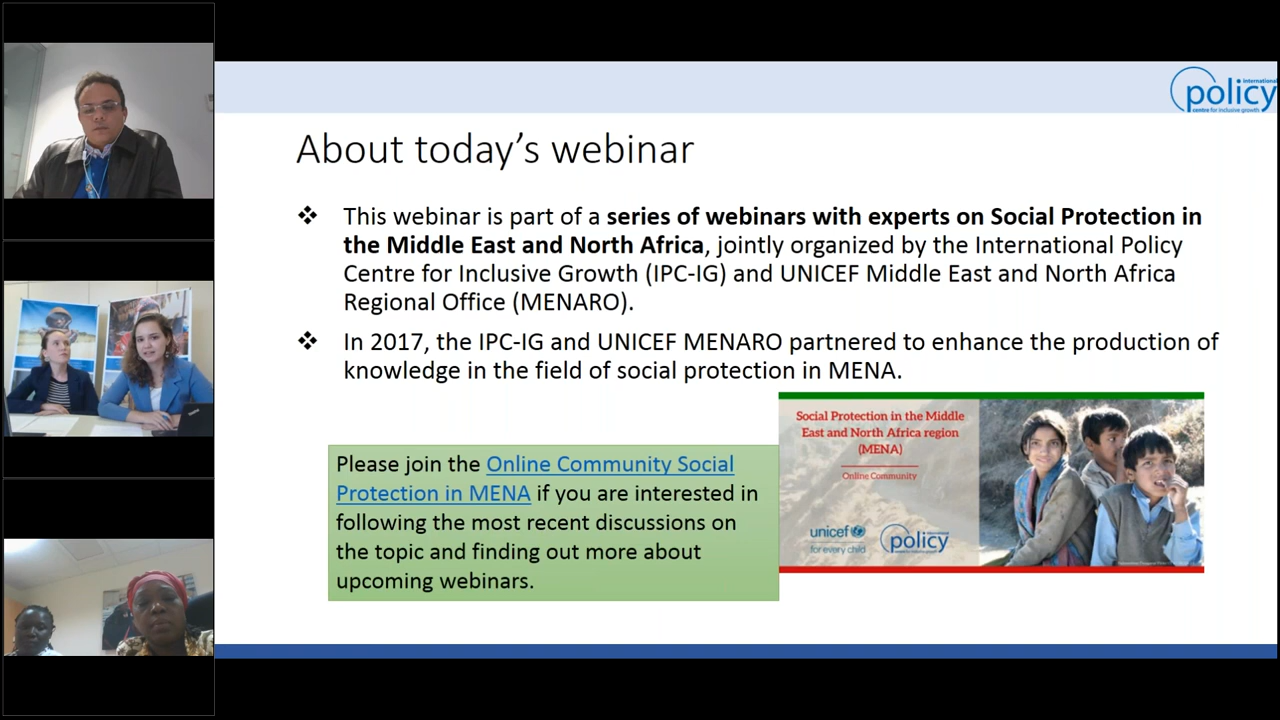 international
policy
centre for inclusive growth
About today's webinar
❖ This webinar is part of a series of webinars with experts on Social Protection in
the Middle East and North Africa, jointly organized by the International Policy
Centre for Inclusive Growth (IPC-IG) and UNICEF Middle East and North Africa
Regional Office (MENARO).
❖ In 2017, the IPC-IG and UNICEF MENARO partnered to enhance the production of
knowledge in the field of social protection in MENA.
Please join the Online Community Social
Protection in MENA if you are interested in
following the most recent discussions on
the topic and finding out more about
upcoming webinars.
Social Protection in the Middle
East and North Africa region
(MENA)
Online Community
unicef
for every child
international
policy